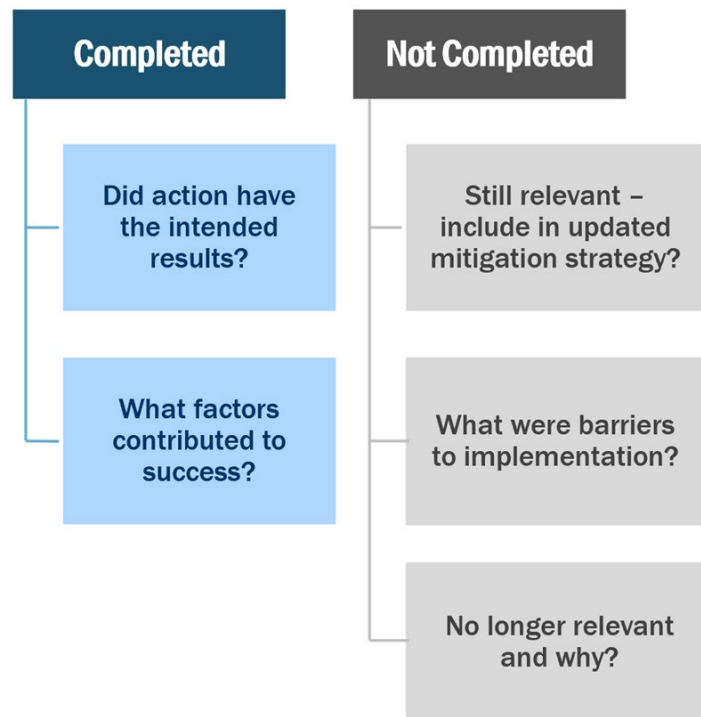 Completed
Did action have
the intended
results?
What factors
contributed to
success?
Not Completed
Still relevant –
include in updated
mitigation strategy?
What were barriers
to implementation?
No longer relevant
and why?